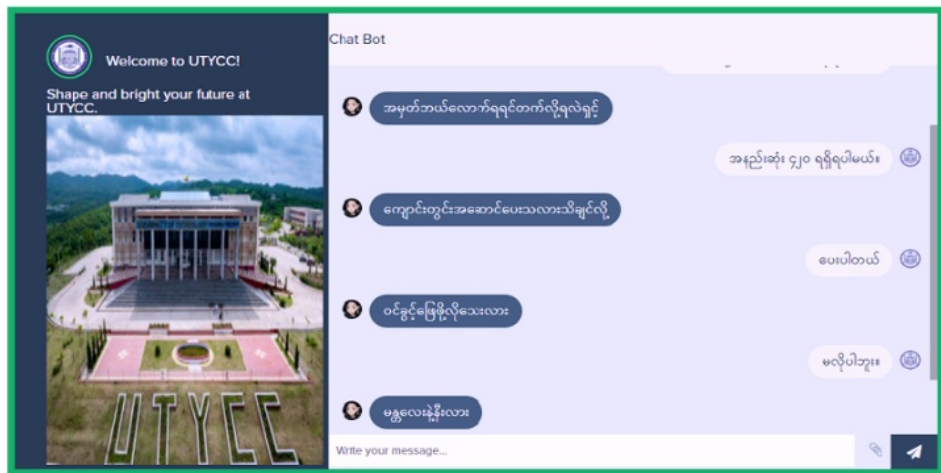 Chat Bot
Welcome to UTYCC!
Shape and bright your future at
UTYCC.
UTYCC
အမှတ်ဘယ်လောက်ရရင်တက်လို့ရလဲရှင့်
အနည်းဆုံး ၄၂၀ ရရှိရပါမယ်။
ကျောင်းတွင်းအဆောင်ပေးသလားသိချင်လို့
ပေးပါတယ်
ဝင်ခွင့်ဖြေဖို့လိုသေးလား
မလိုပါဘူး။
မန္တလေးနဲ့နီးလား
Write your message...